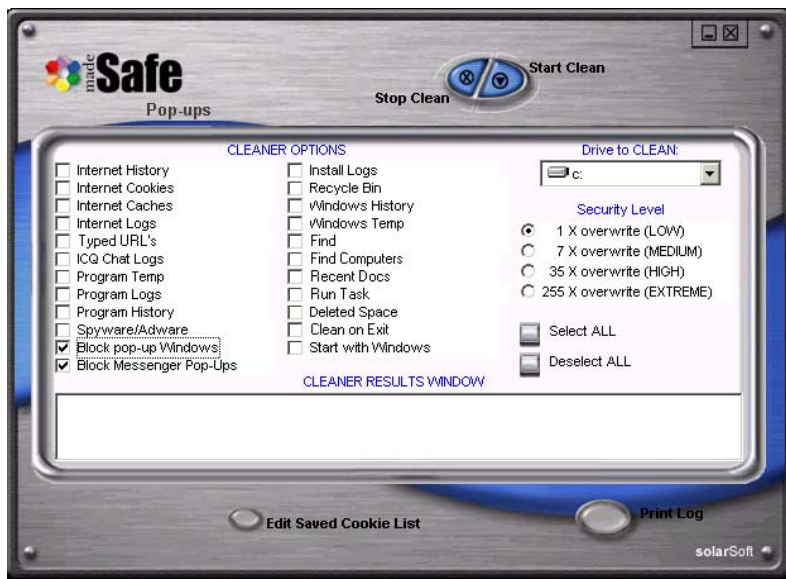 made Safe
Pop-ups
Start Clean
Stop Clean
CLEANER OPTIONS
Internet History
Internet Cookies
Internet Caches
Internet Logs
Typed URL's
ICQ Chat Logs
Program Temp
Program Logs
Program History
Spyware/Adware
Block pop-up Windows
Block Messenger Pop-Ups
Install Logs
Recycle Bin
Windows History
Windows Temp
Find
Find Computers
Recent Docs
Run Task
Deleted Space
Clean on Exit
Start with Windows
Drive to CLEAN:
c:
Security Level
1 X overwrite (LOW)
7 X overwrite (MEDIUM)
35 X overwrite (HIGH)
255 X overwrite (EXTREME)
Select ALL
Deselect ALL
CLEANER RESULTS WINDOW
Edit Saved Cookie List
Print Log
solarSoft